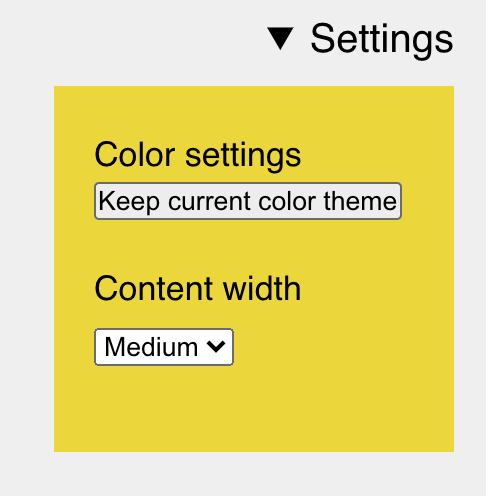 ▼ Settings
Color settings
Keep current color theme
Content width
Medium